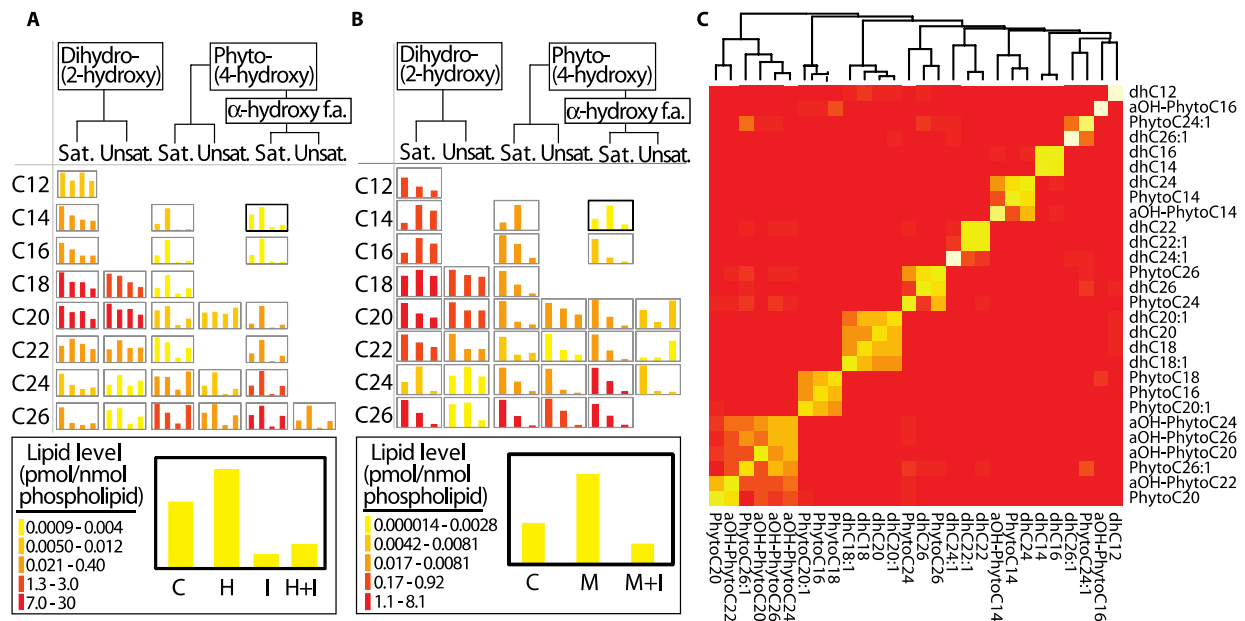 A
Dihydro-
(2-hydroxy)
Phyto-
(4-hydroxy)
α-hydroxy f.a.
Sat. Unsat. Sat. Unsat. Sat. Unsat.
C12
C14
C16
C18
C20
C22
C24
C26
Lipid level
(pmol/nmol
phospholipid)
0.0009 - 0.004
0.0050 - 0.012
0.021 - 0.40
1.3 - 3.0
7.0 - 30
C H I H+I
B
Dihydro-
(2-hydroxy)
Phyto-
(4-hydroxy)
α-hydroxy f.a.
Sat. Unsat. Sat. Unsat. Sat. Unsat.
C12
C14
C16
C18
C20
C22
C24
C26
Lipid level
(pmol/nmol
phospholipid)
0.000014 - 0.0028
0.0042 - 0.0081
0.017 - 0.0081
0.17 - 0.92
1.1 - 8.1
C M M+I
C
dhC12
aOH-PhytoC16
PhytoC24:1
dhC26:1
dhC16
dhC14
dhC24
PhytoC14
aOH-PhytoC14
dhC22
dhC22:1
dhC24:1
PhytoC26
dhC26
PhytoC24
dhC20:1
dhC20
dhC18
dhC18:1
PhytoC18
PhytoC16
PhytoC20:1
aOH-PhytoC24
aOH-PhytoC26
aOH-PhytoC20
PhytoC26:1
aOH-PhytoC22
PhytoC20
PhytoC20
aOH-PhytoC22
PhytoC26:1
aOH-PhytoC20
aOH-PhytoC26
aOH-PhytoC24
PhytoC20:1
PhytoC16
PhytoC18
dhC18:1
dhC18
dhC20
dhC20:1
PhytoC24
dhC26
PhytoC26
dhC24:1
dhC22:1
dhC22
aOH-PhytoC14
PhytoC14
dhC24
dhC14
dhC16
dhC26:1
PhytoC24:1
aOH-PhytoC16
dhC12